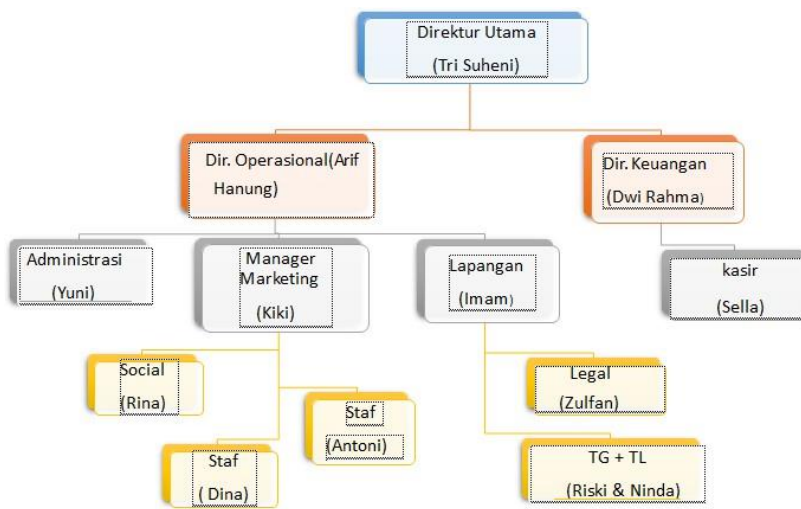 Direktur Utama
(Tri Suheni)
Dir. Operasional(Arif
Hanung)
Dir. Keuangan
(Dwi Rahma)
Administrasi
(Yuni)
Manager
Marketing
(Kiki)
Lapangan
(Imam)
kasir
(Sella)
Social
(Rina)
Staf
(Antoni)
Staf
( Dina)
Legal
(Zulfan)
TG + TL
(Riski & Ninda)